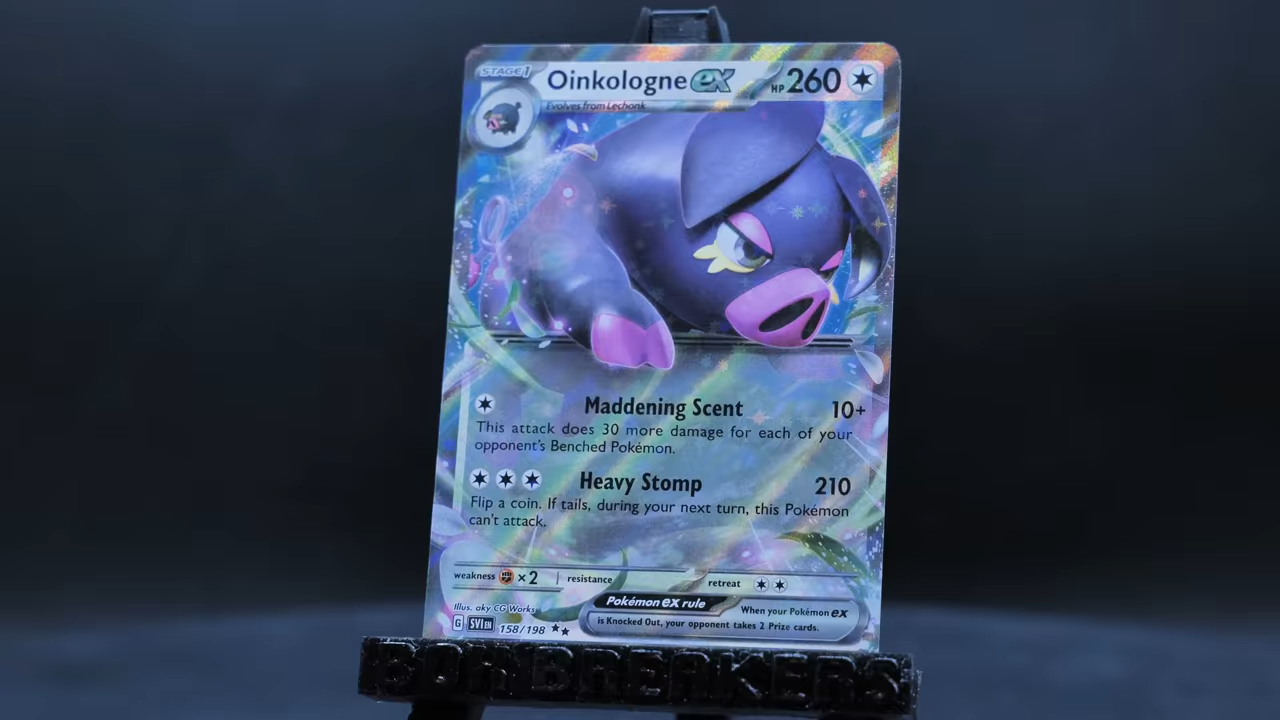 STAGE 1 Oinkologne ex HP 260
Evolves from Lechonk
Maddening Scent 10+
This attack does 30 more damage for each of your
opponent's Benched Pokémon.
Heavy Stomp 210
Flip a coin. If tails, during your next turn, this Pokémon
can't attack.
weakness ×2 resistance retreat
Pokémon ex rule When your Pokémon ex
is Knocked Out, your opponent takes 2 Prize cards.
Illus. aky CG Works
G SVI EN 158/198
BOM BREAKERS